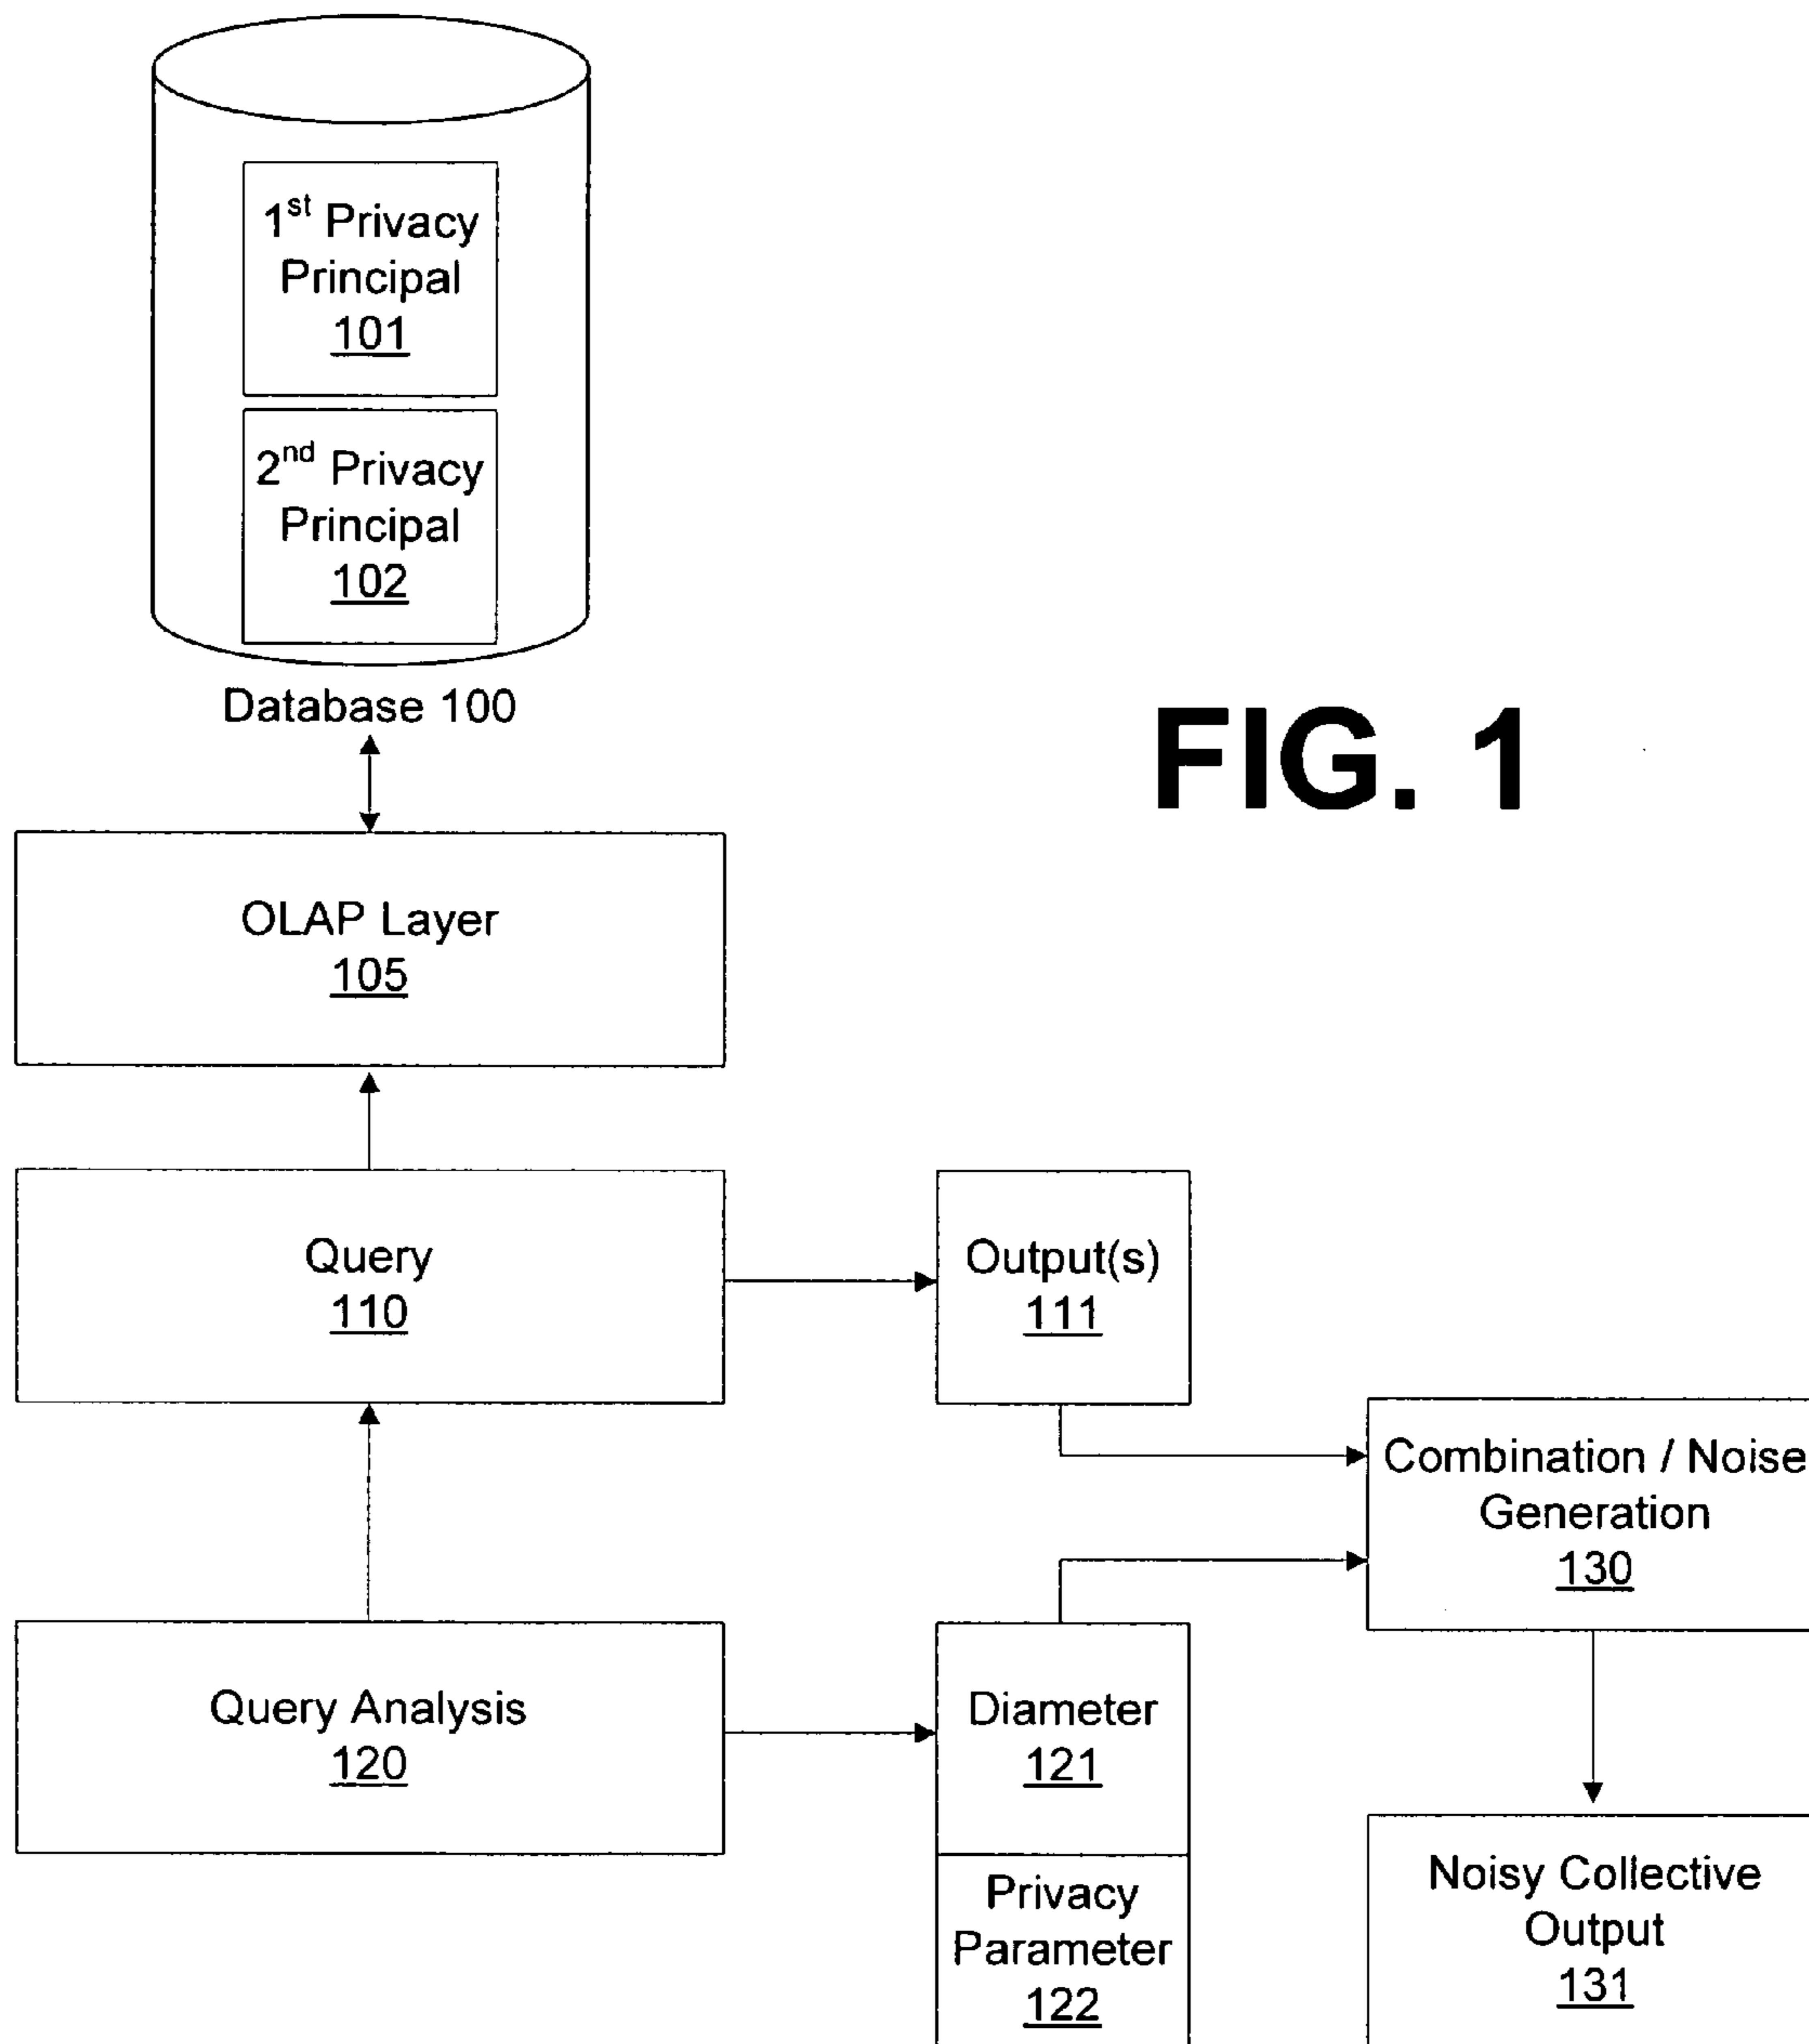 1st Privacy
Principal
101
2nd Privacy
Principal
102
Database 100
FIG. 1
OLAP Layer
105
Query
110
Output(s)
111
Combination / Noise
Generation
130
Query Analysis
120
Diameter
121
Privacy
Parameter
122
Noisy Collective
Output
131